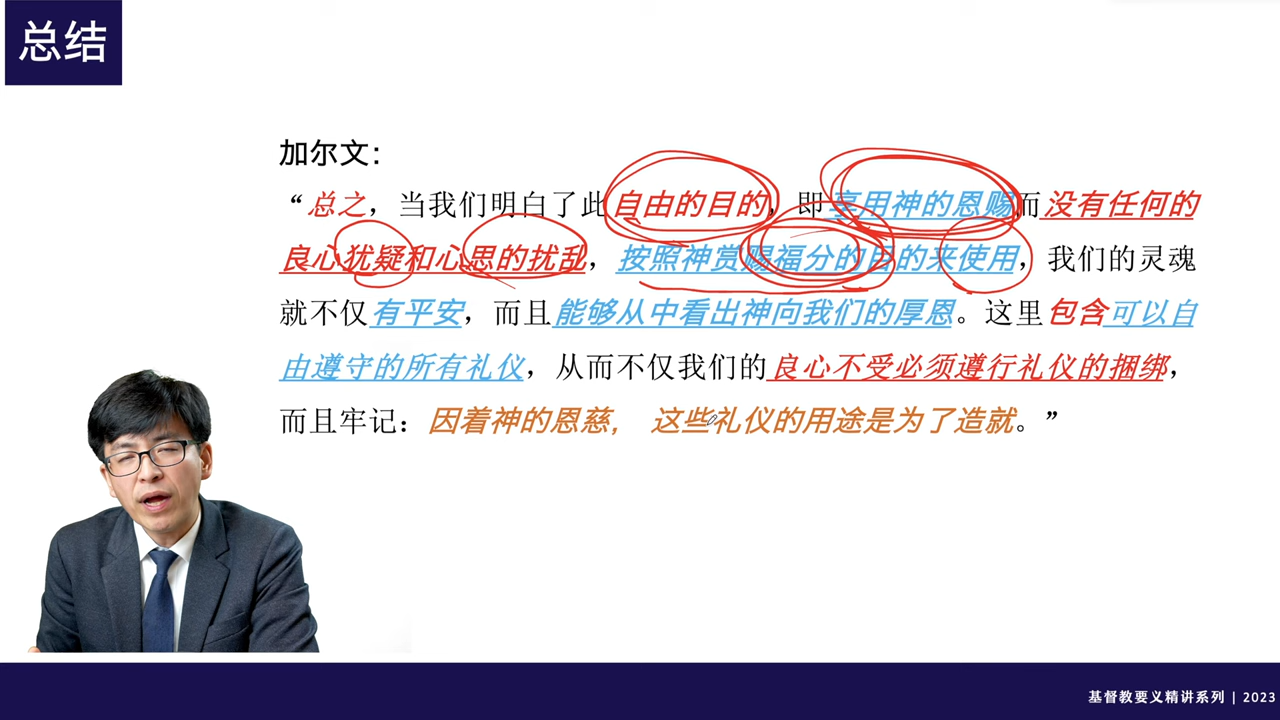 总结
加尔文：
“总之，当我们明白了此自由的目的，即享用神的恩赐而没有任何的
良心犹疑和心思的扰乱，按照神赏赐福分的目的来使用，我们的灵魂
就不仅有平安，而且能够从中看出神向我们的厚恩。这里包含可以自
由遵守的所有礼仪，从而不仅我们的良心不受必须遵行礼仪的捆绑，
而且牢记：因着神的恩慈， 这些礼仪的用途是为了造就。”
基督教要义精讲系列 | 2023